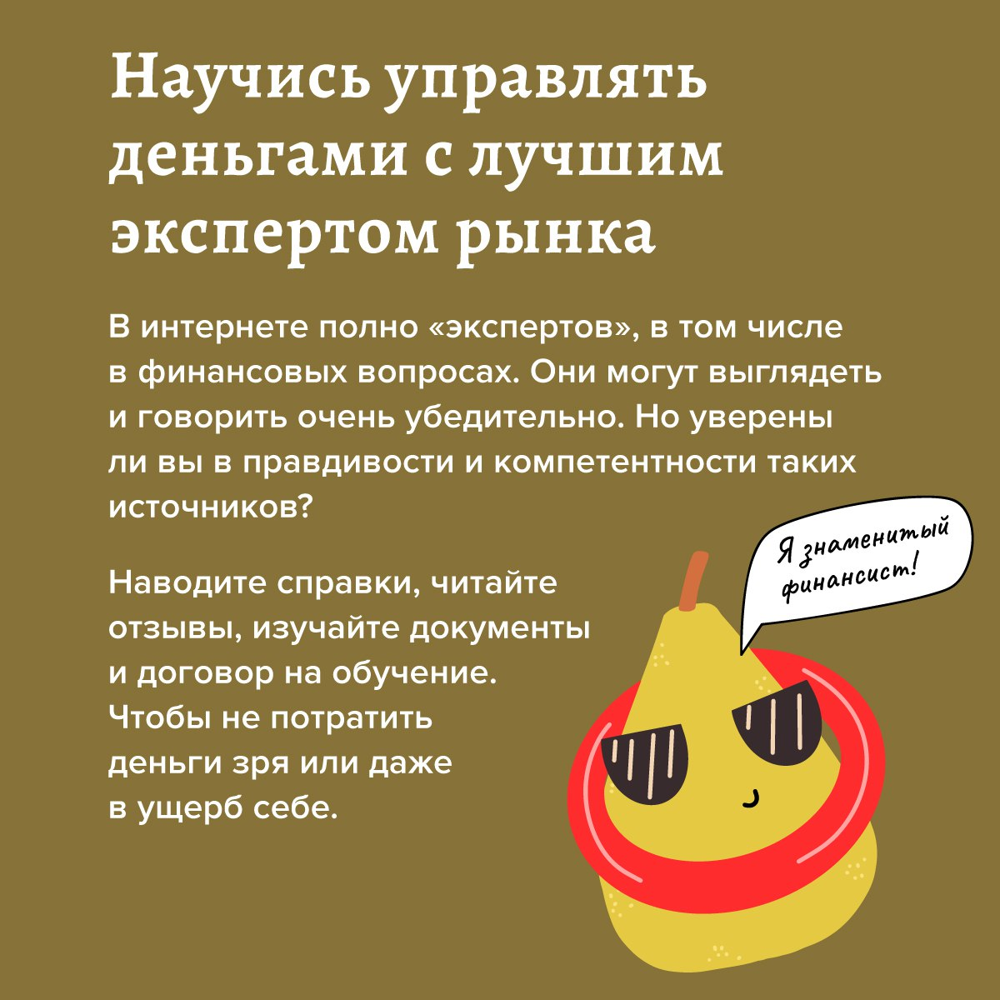 Научись управлять
деньгами с лучшим
экспертом рынка
В интернете полно «экспертов», в том числе
в финансовых вопросах. Они могут выглядеть
и говорить очень убедительно. Но уверены
ли вы в правдивости и компетентности таких
источников?
Я знаменитый
финансист!
Наводите справки, читайте
отзывы, изучайте документы
и договор на обучение.
Чтобы не потратить
деньги зря или даже
в ущерб себе.